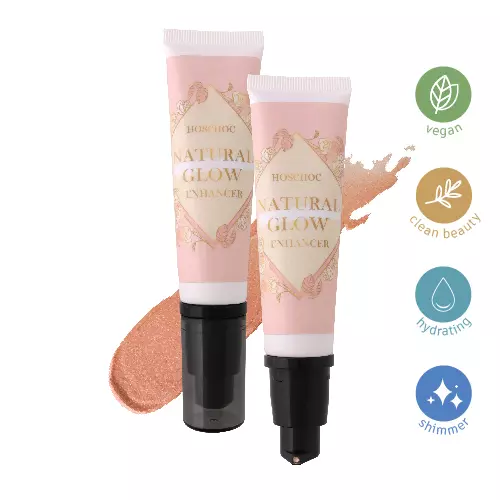 HOSCHOC
NATURAL
GLOW
ENHANCER
HOSCHOC
NATURAL
GLOW
ENHANCER
vegan
clean beauty
hydrating
shimmer